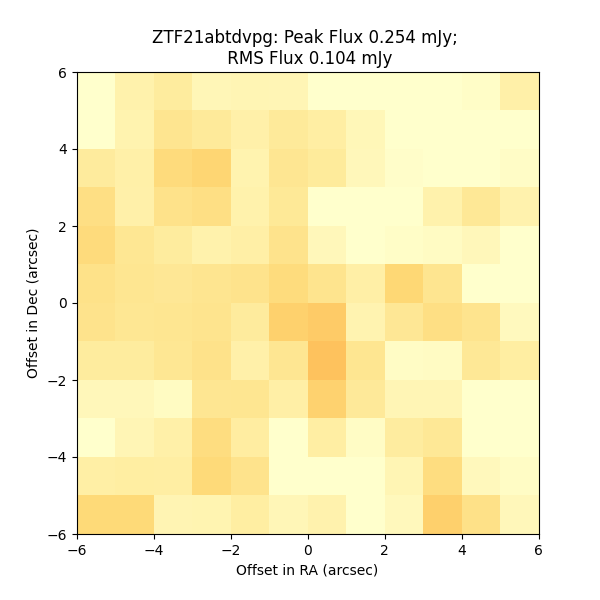 ZTF21abtdvpg: Peak Flux 0.254 mJy;
RMS Flux 0.104 mJy
6
4
2
0
−2
−4
−6
Offset in Dec (arcsec)
−6 −4 −2 0 2 4 6
Offset in RA (arcsec)